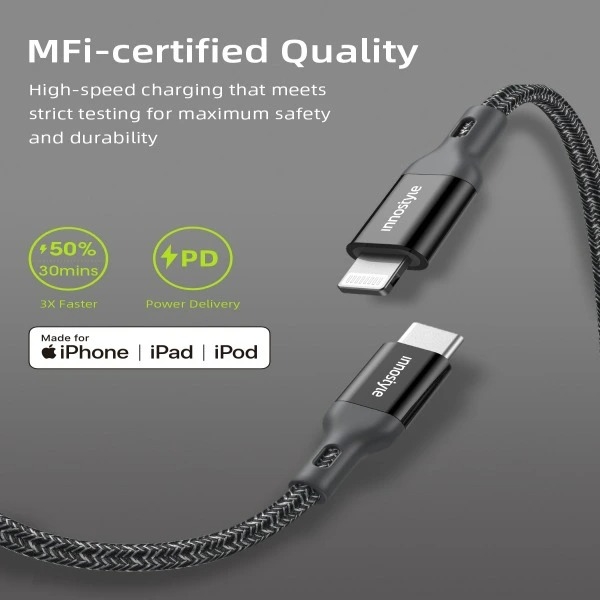 MFi-certified Quality
High-speed charging that meets
strict testing for maximum safety
and durability
50%
30mins
3X Faster
PD
Power Delivery
Made for
iPhone | iPad | iPod
innostyle
innostyle